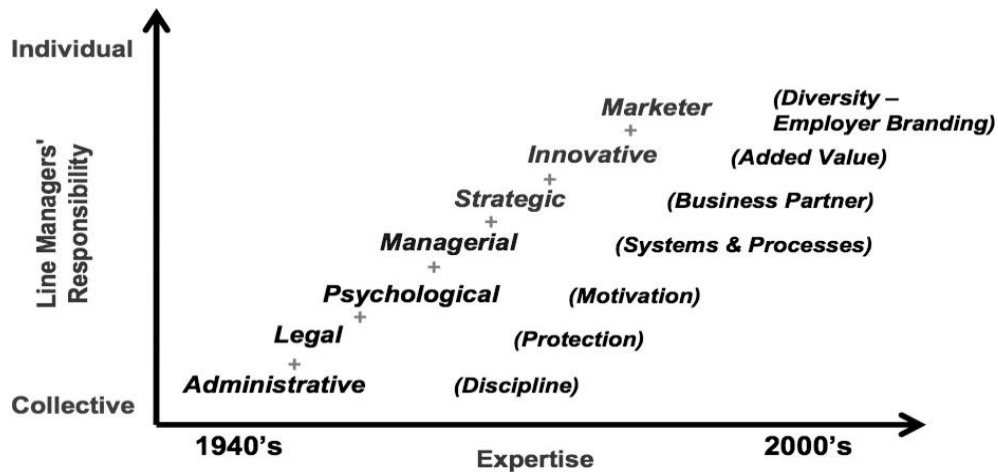 Individual
Marketer (Diversity –
Employer Branding)
+
Innovative (Added Value)
+
Strategic (Business Partner)
+
Managerial (Systems & Processes)
+
Psychological (Motivation)
+
Legal (Protection)
+
Administrative (Discipline)
Collective
Line Managers'
Responsibility
1940's 2000's
Expertise